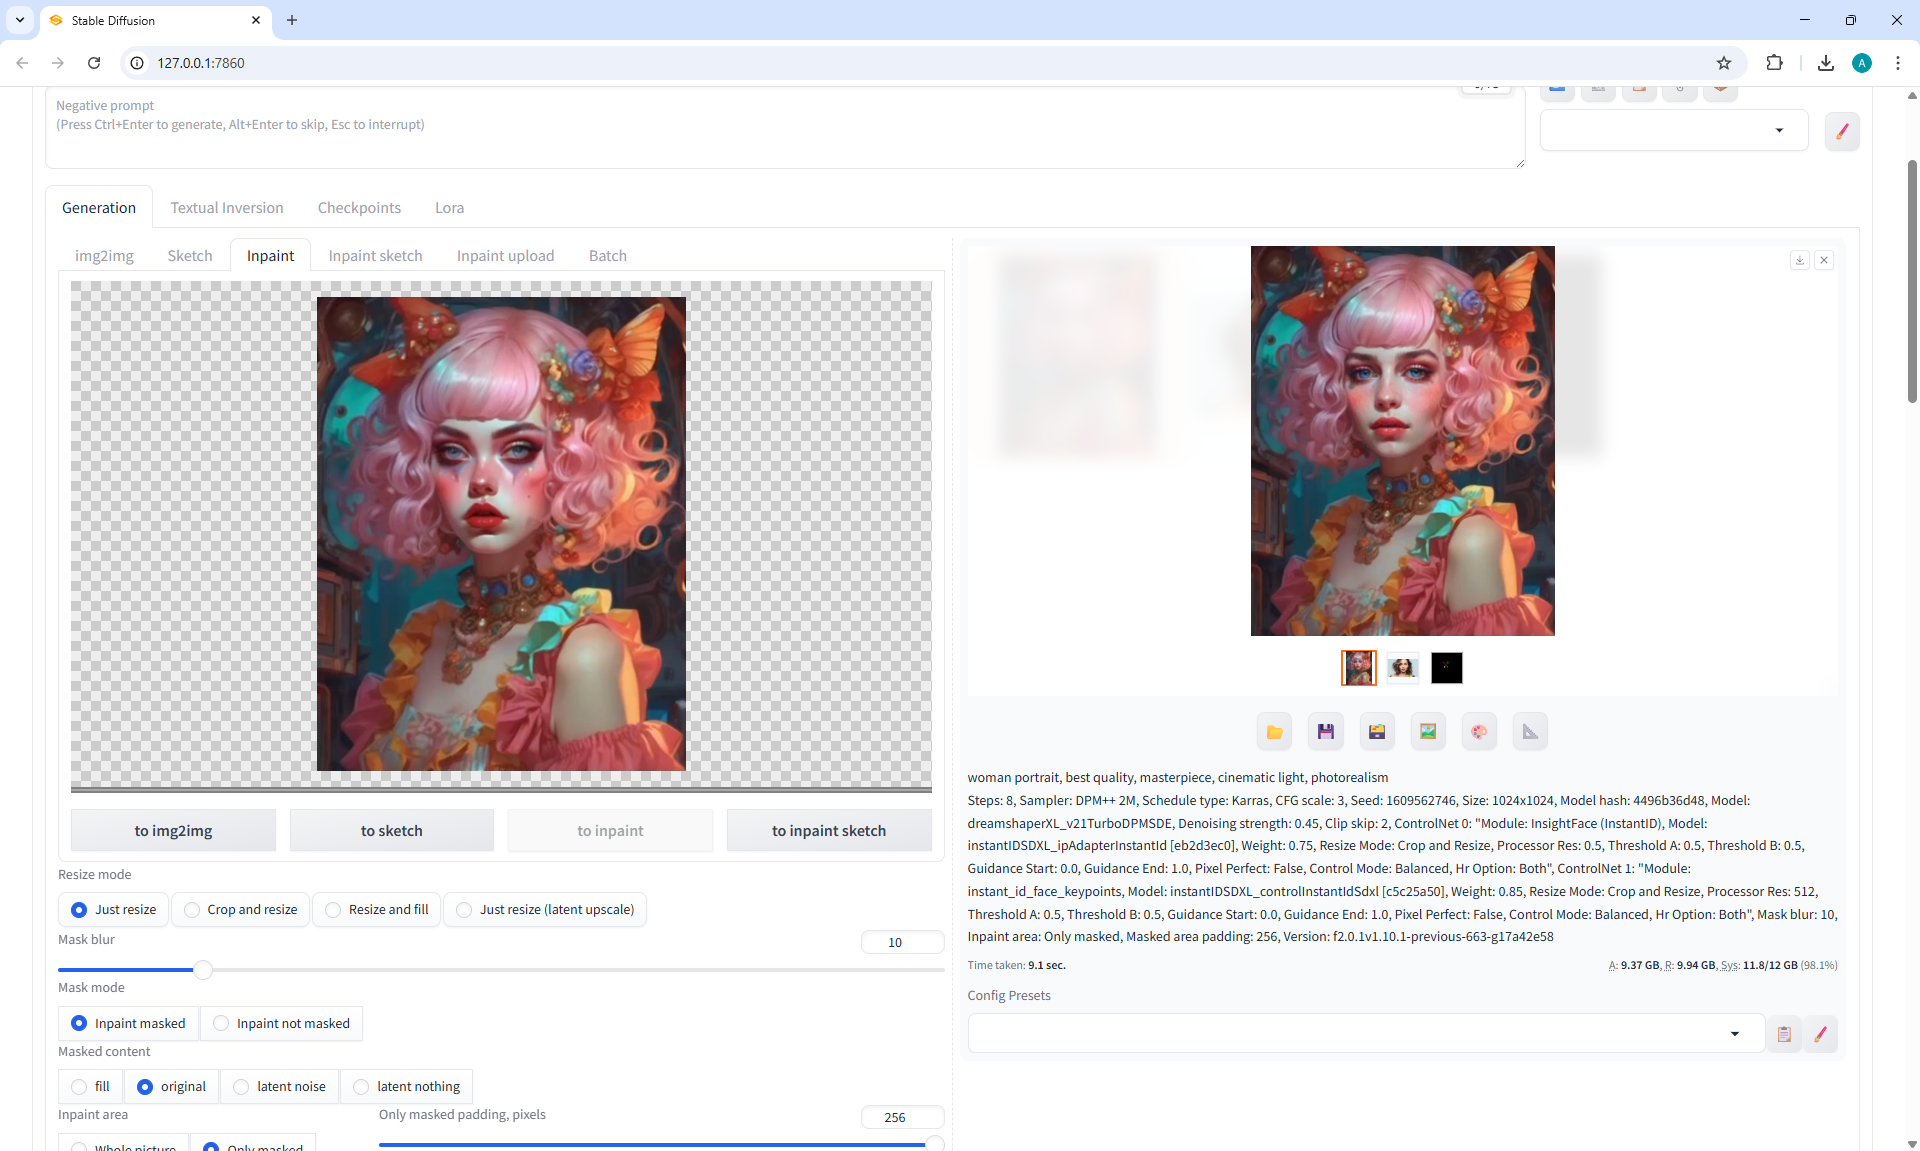 Stable Diffusion
127.0.0.1:7860
A
Negative prompt
(Press Ctrl+Enter to generate, Alt+Enter to skip, Esc to interrupt)
Generation
Textual Inversion
Checkpoints
Lora
img2img
Sketch
Inpaint
Inpaint sketch
Inpaint upload
Batch
to img2img
to sketch
to inpaint
to inpaint sketch
Resize mode
Just resize
Crop and resize
Resize and fill
Just resize (latent upscale)
Mask blur
10
Mask mode
Inpaint masked
Inpaint not masked
Masked content
fill
original
latent noise
latent nothing
Inpaint area
Only masked padding, pixels
256
Whole picture
Only masked
woman portrait, best quality, masterpiece, cinematic light, photorealism
Steps: 8, Sampler: DPM++ 2M, Schedule type: Karras, CFG scale: 3, Seed: 1609562746, Size: 1024x1024, Model hash: 4496b36d48, Model:
dreamshaperXL_v21TurboDPMSDE, Denoising strength: 0.45, Clip skip: 2, ControlNet 0: "Module: InsightFace (InstantID), Model:
instantIDSDXL_ipAdapterInstantId [eb2d3ec0], Weight: 0.75, Resize Mode: Crop and Resize, Processor Res: 0.5, Threshold A: 0.5, Threshold B: 0.5,
Guidance Start: 0.0, Guidance End: 1.0, Pixel Perfect: False, Control Mode: Balanced, Hr Option: Both", ControlNet 1: "Module:
instant_id_face_keypoints, Model: instantIDSDXL_controlInstantIdSdxl [c5c25a50], Weight: 0.85, Resize Mode: Crop and Resize, Processor Res: 512,
Threshold A: 0.5, Threshold B: 0.5, Guidance Start: 0.0, Guidance End: 1.0, Pixel Perfect: False, Control Mode: Balanced, Hr Option: Both", Mask blur: 10,
Inpaint area: Only masked, Masked area padding: 256, Version: f2.0.1v1.10.1-previous-663-g17a42e58
Time taken: 9.1 sec.
A: 9.37 GB, R: 9.94 GB, Sys: 11.8/12 GB (98.1%)
Config Presets